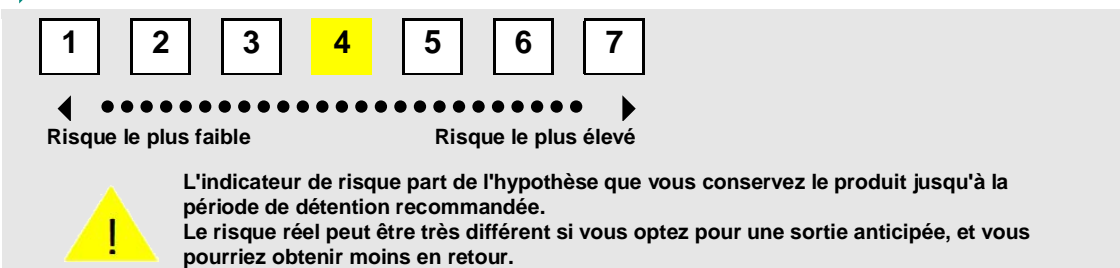 1 2 3 4 5 6 7
Risque le plus faible Risque le plus élevé
L'indicateur de risque part de l'hypothèse que vous conservez le produit jusqu'à la
période de détention recommandée.
Le risque réel peut être très différent si vous optez pour une sortie anticipée, et vous
pourriez obtenir moins en retour.
!